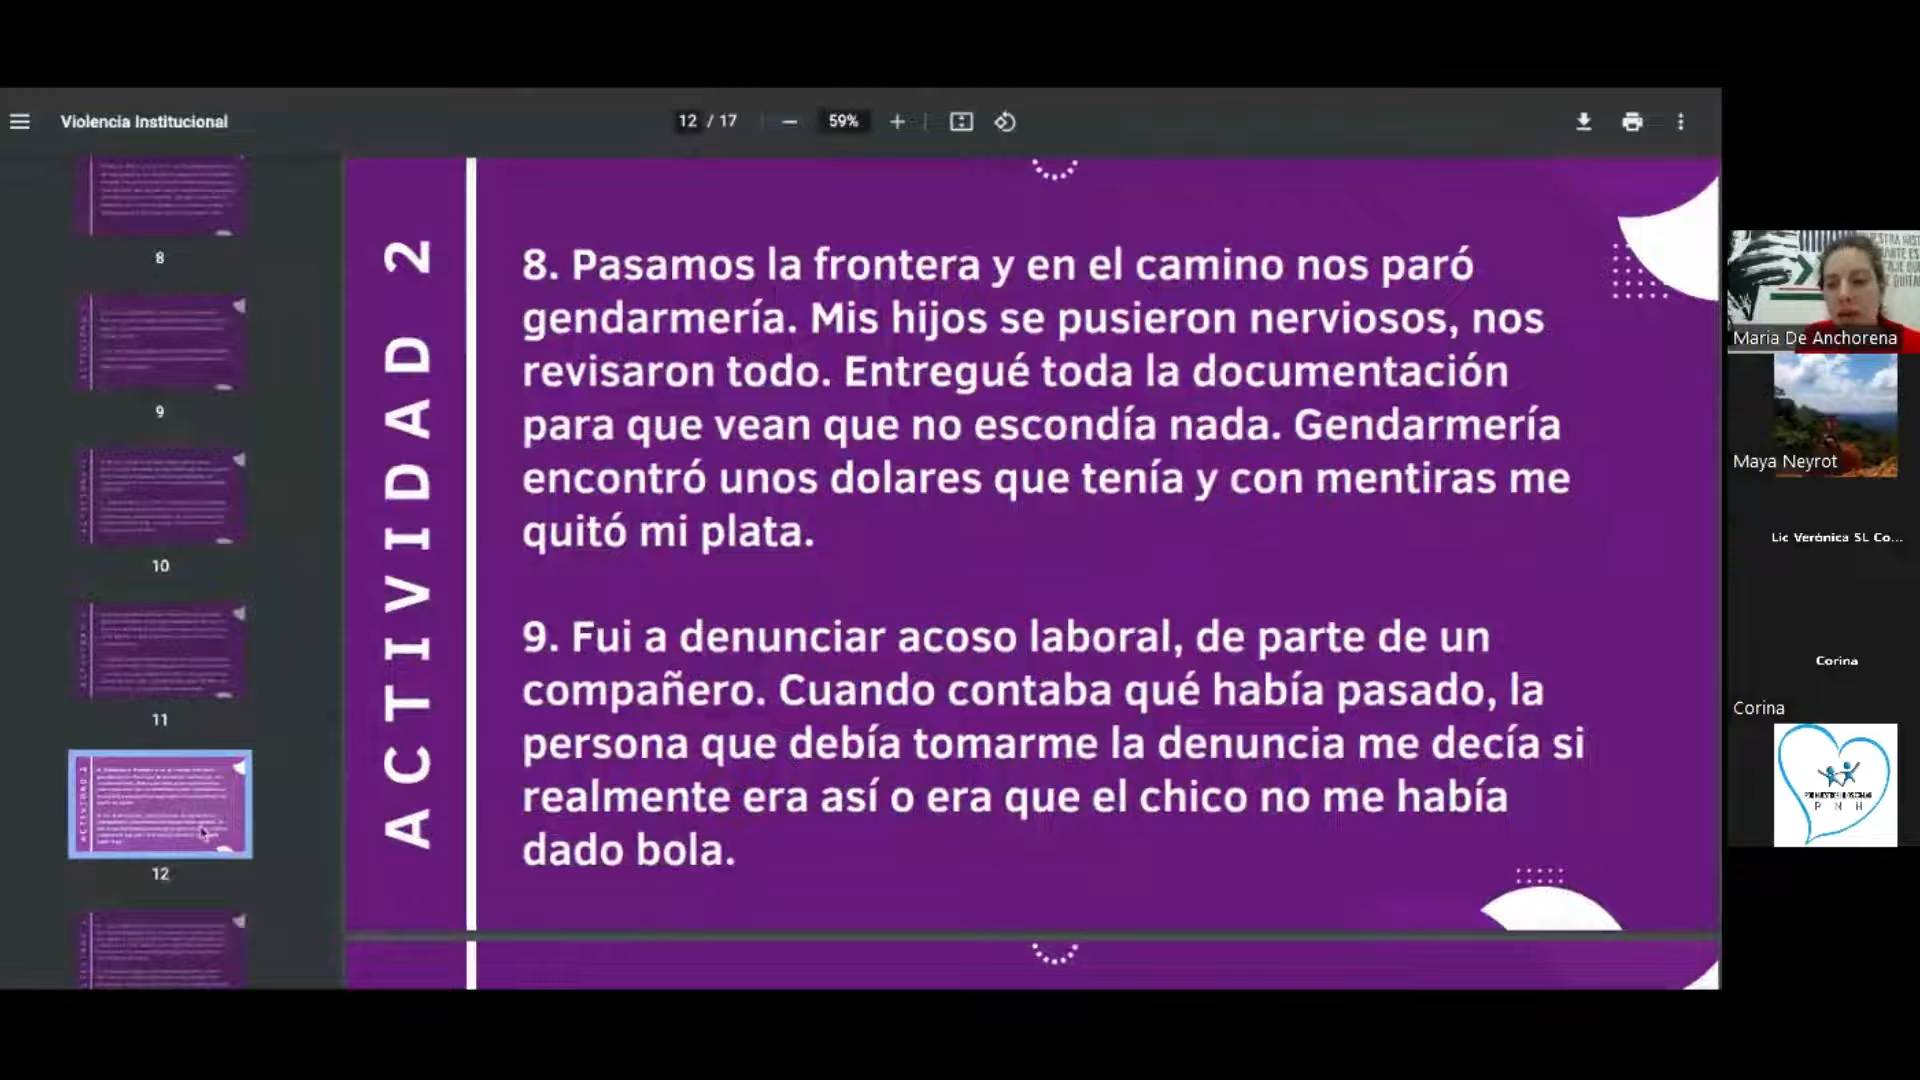 Violencia Institucional
12 / 17
59%
8
9
10
11
12
ACTIVIDAD 2
8. Pasamos la frontera y en el camino nos paró
gendarmería. Mis hijos se pusieron nerviosos, nos
revisaron todo. Entregué toda la documentación
para que vean que no escondía nada. Gendarmería
encontró unos dolares que tenía y con mentiras me
quitó mi plata.
9. Fui a denunciar acoso laboral, de parte de un
compañero. Cuando contaba qué había pasado, la
persona que debía tomarme la denuncia me decía si
realmente era así o era que el chico no me había
dado bola.
Maria De Anchorena
Maya Neyrot
Lic Verónica SL Co...
Corina
Corina
P N H